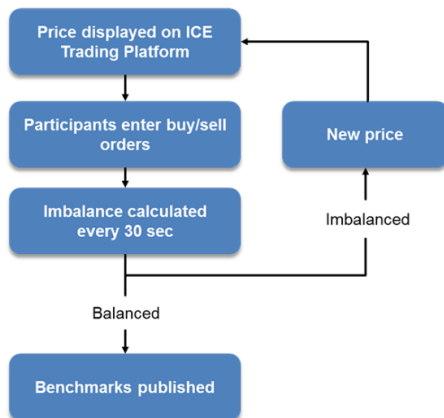 Price displayed on ICE
Trading Platform
Participants enter buy/sell
orders
New price
Imbalance calculated
every 30 sec
Imbalanced
Balanced
Benchmarks published